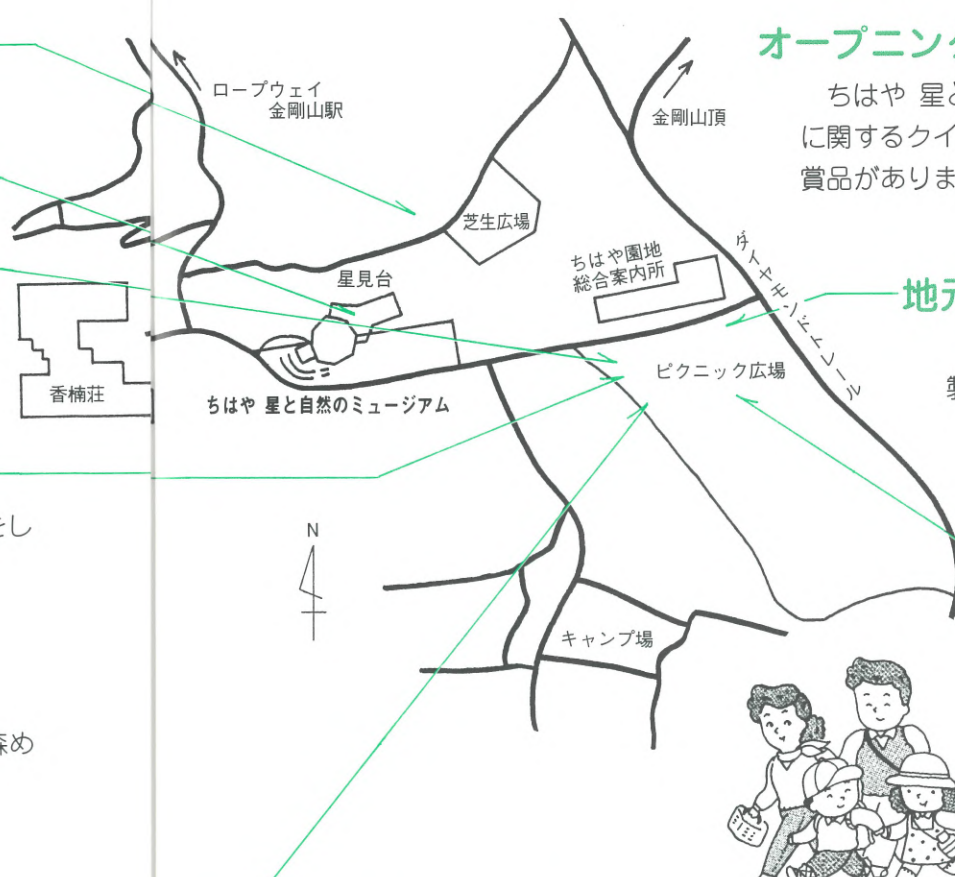 オープニング
ちはや 星と
に関するクイ
賞品がありま
ロープウェイ
金剛山駅
金剛山頂
芝生広場
ちはや園地
総合案内所
ダイヤモンドトレール
星見台
地元
ピクニック広場
香楠荘
ちはや 星と自然のミュージアム
製
をし
N
キャンプ場
森め